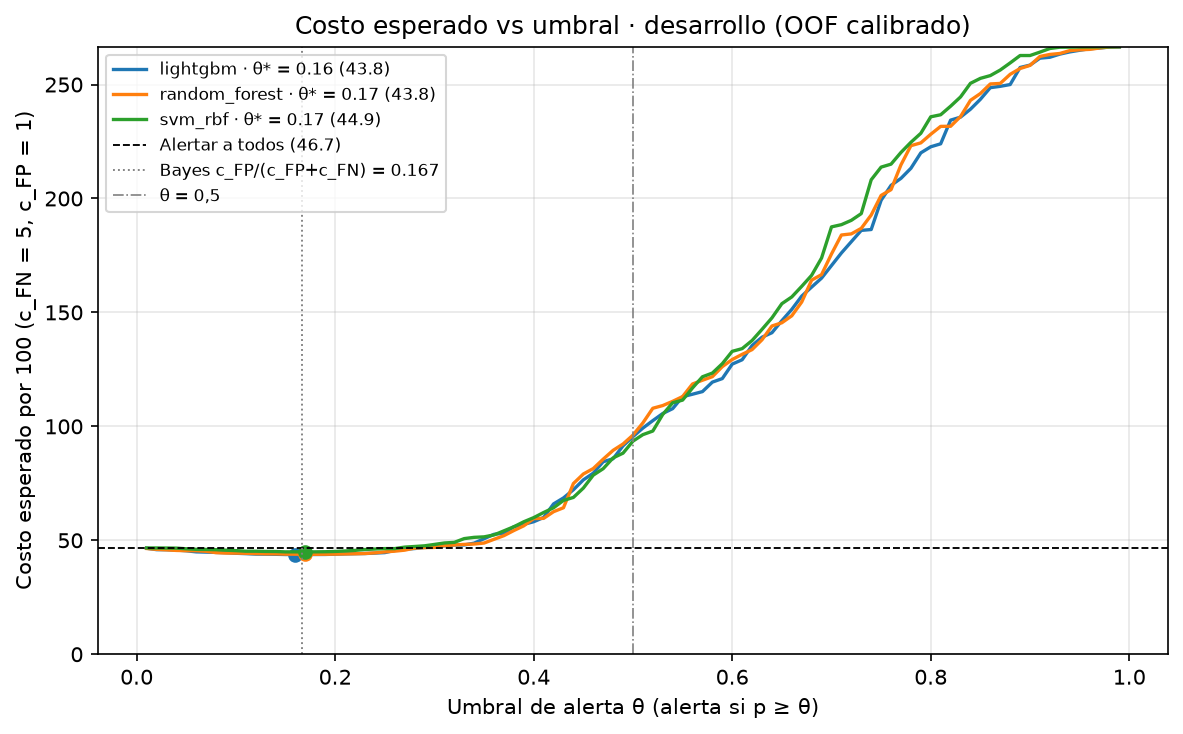 Costo esperado vs umbral · desarrollo (OOF calibrado)
Costo esperado por 100 (c_FN = 5, c_FP = 1)
lightgbm · θ* = 0.16 (43.8)
random_forest · θ* = 0.17 (43.8)
svm_rbf · θ* = 0.17 (44.9)
Alertar a todos (46.7)
Bayes c_FP/(c_FP+c_FN) = 0.167
θ = 0,5
250
200
150
100
50
0
0.0 0.2 0.4 0.6 0.8 1.0
Umbral de alerta θ (alerta si p ≥ θ)